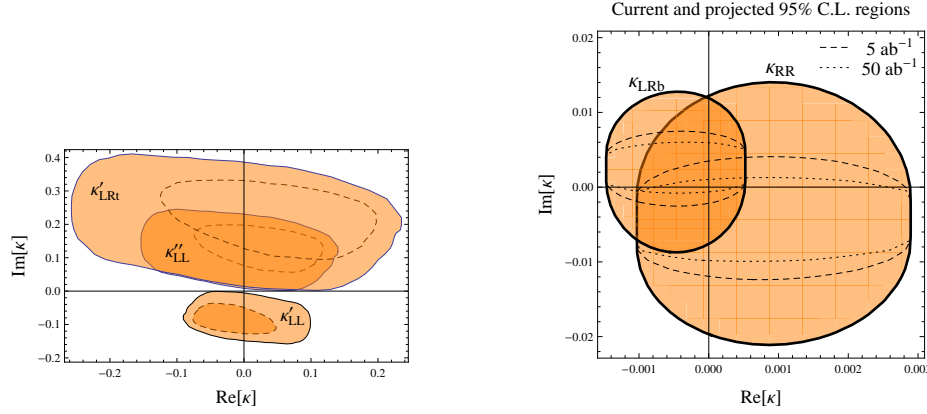 0.4
0.3
0.2
0.1
0.0
−0.1
−0.2
Im[κ]
κ′LRt
κ′′LL
κ′LL
−0.2 −0.1 0.0 0.1 0.2
Re[κ]
Current and projected 95% C.L. regions
0.02
0.01
0.00
−0.01
−0.02
Im[κ]
5 ab⁻¹
50 ab⁻¹
κLRb
κRR
−0.001 0.000 0.001 0.002 0.003
Re[κ]